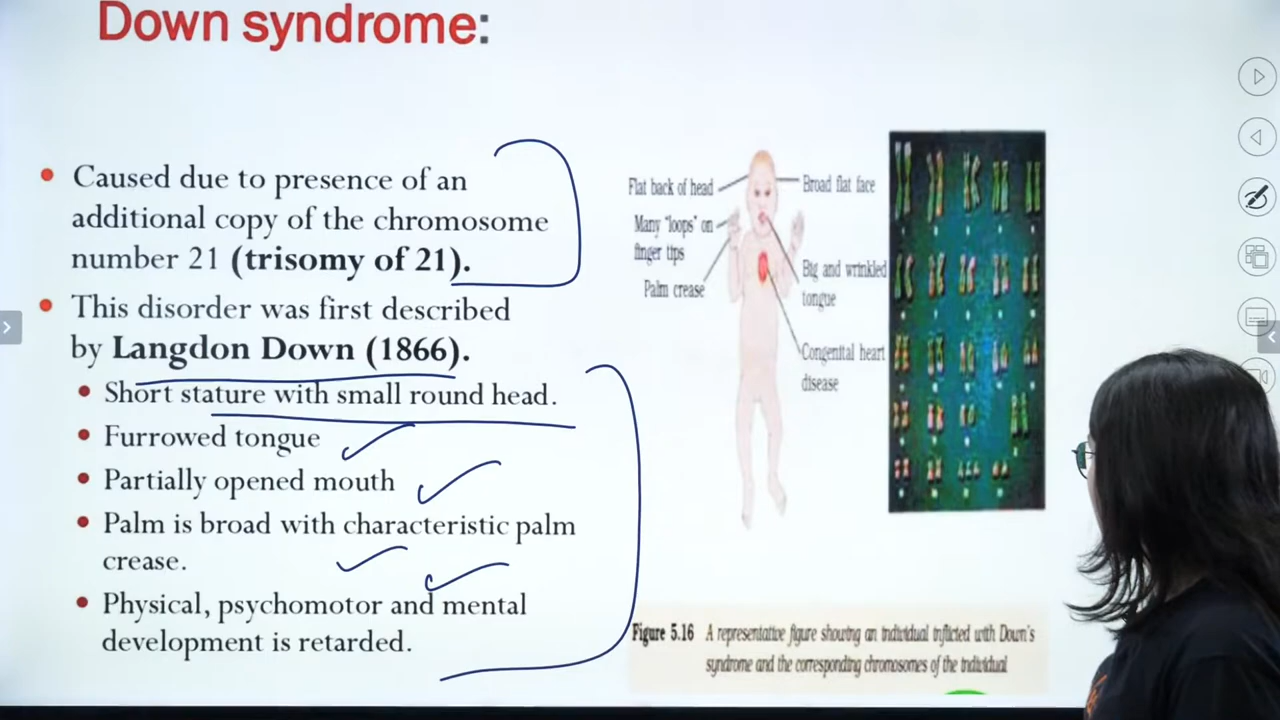 Down syndrome:
Caused due to presence of an
additional copy of the chromosome
number 21 (trisomy of 21).
This disorder was first described
by Langdon Down (1866).
Short stature with small round head.
Furrowed tongue
Partially opened mouth
Palm is broad with characteristic palm
crease.
Physical, psychomotor and mental
development is retarded.
Flat back of head
Many "loops" on
finger tips
Palm crease
Broad flat face
Big and wrinkled
tongue
Congenital heart
disease
Figure 5.16 A representative figure showing an individual inflicted with Down's
syndrome and the corresponding chromosomes of the individual